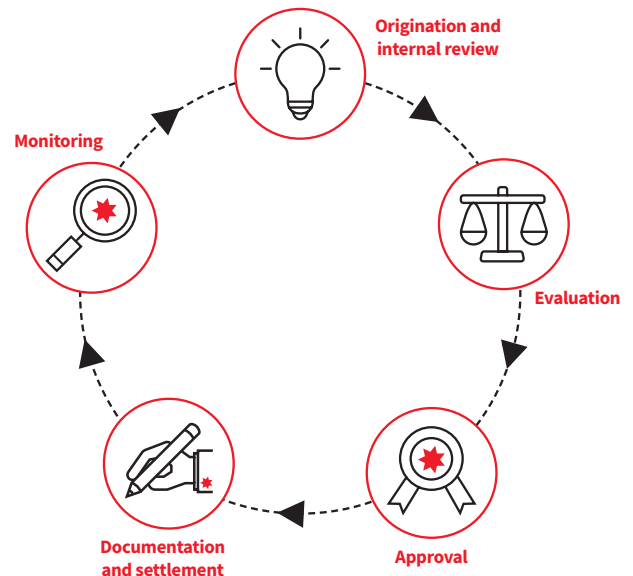 Origination and
internal review
Evaluation
Approval
Documentation
and settlement
Monitoring